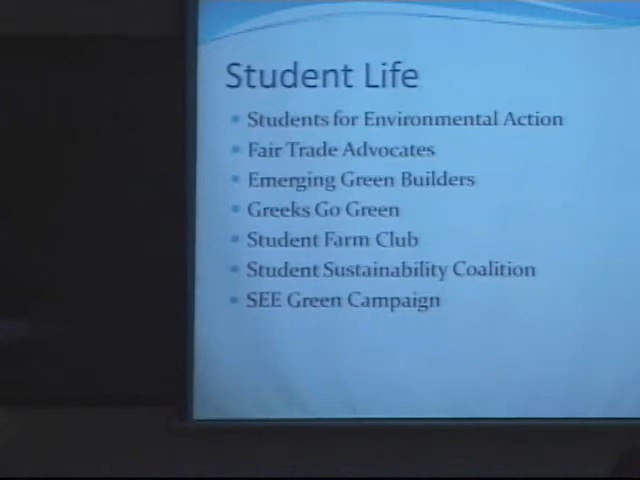 Student Life
Students for Environmental Action
Fair Trade Advocates
Emerging Green Builders
Greeks Go Green
Student Farm Club
Student Sustainability Coalition
SEE Green Campaign